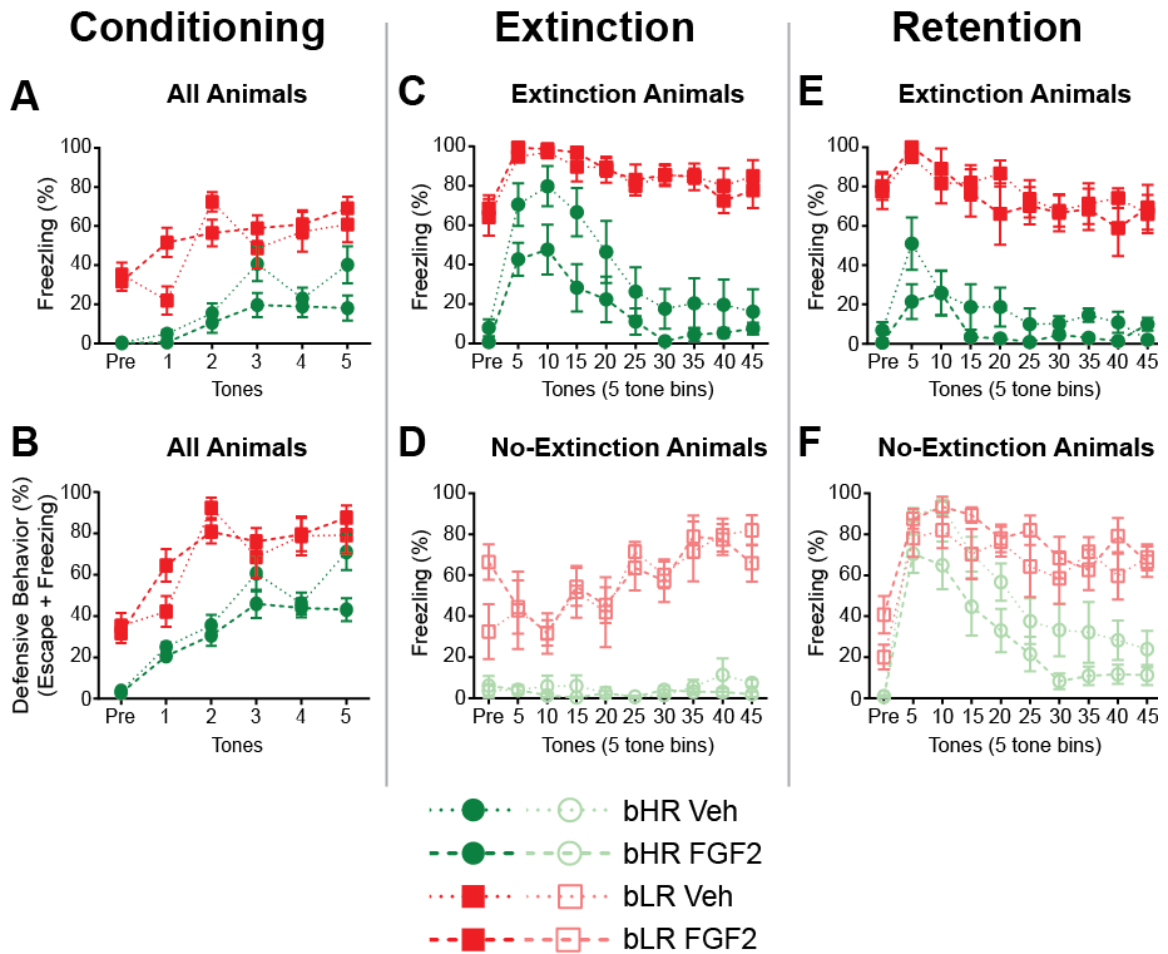 Conditioning
Extinction
Retention
A
All Animals
Freezling (%)
100
80
60
40
20
0
Pre 1 2 3 4 5
Tones
C
Extinction Animals
Freezling (%)
100
80
60
40
20
0
Pre 5 10 15 20 25 30 35 40 45
Tones (5 tone bins)
E
Extinction Animals
Freezling (%)
100
80
60
40
20
0
Pre 5 10 15 20 25 30 35 40 45
Tones (5 tone bins)
B
All Animals
Defensive Behavior (%)
(Escape + Freezing)
100
80
60
40
20
0
Pre 1 2 3 4 5
Tones
D
No-Extinction Animals
Freezling (%)
100
80
60
40
20
0
Pre 5 10 15 20 25 30 35 40 45
Tones (5 tone bins)
F
No-Extinction Animals
Freezling (%)
100
80
60
40
20
0
Pre 5 10 15 20 25 30 35 40 45
Tones (5 tone bins)
bHR Veh
bHR FGF2
bLR Veh
bLR FGF2